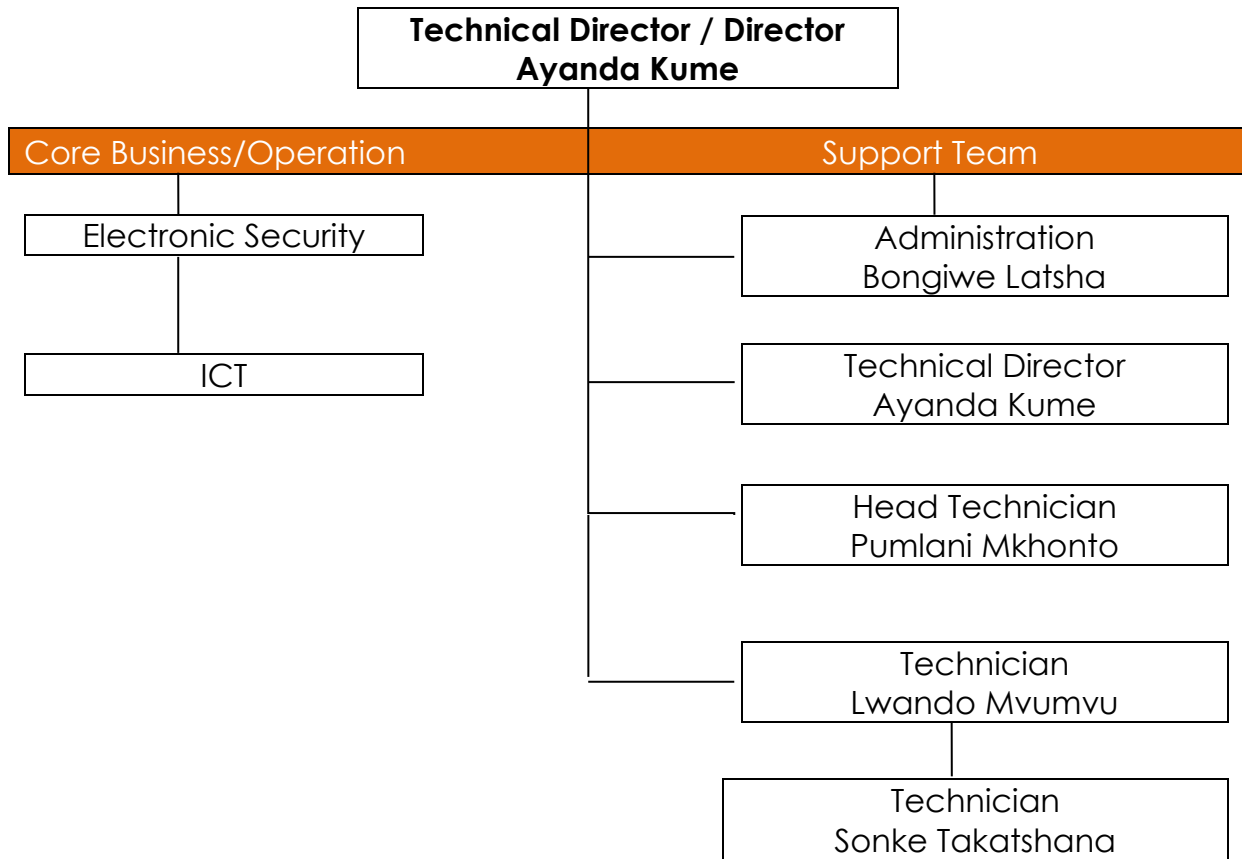 Technical Director / Director
Ayanda Kume
Core Business/Operation
Support Team
Electronic Security
ICT
Administration
Bongiwe Latsha
Technical Director
Ayanda Kume
Head Technician
Pumlani Mkhonto
Technician
Lwando Mvumvu
Technician
Sonke Takatshana